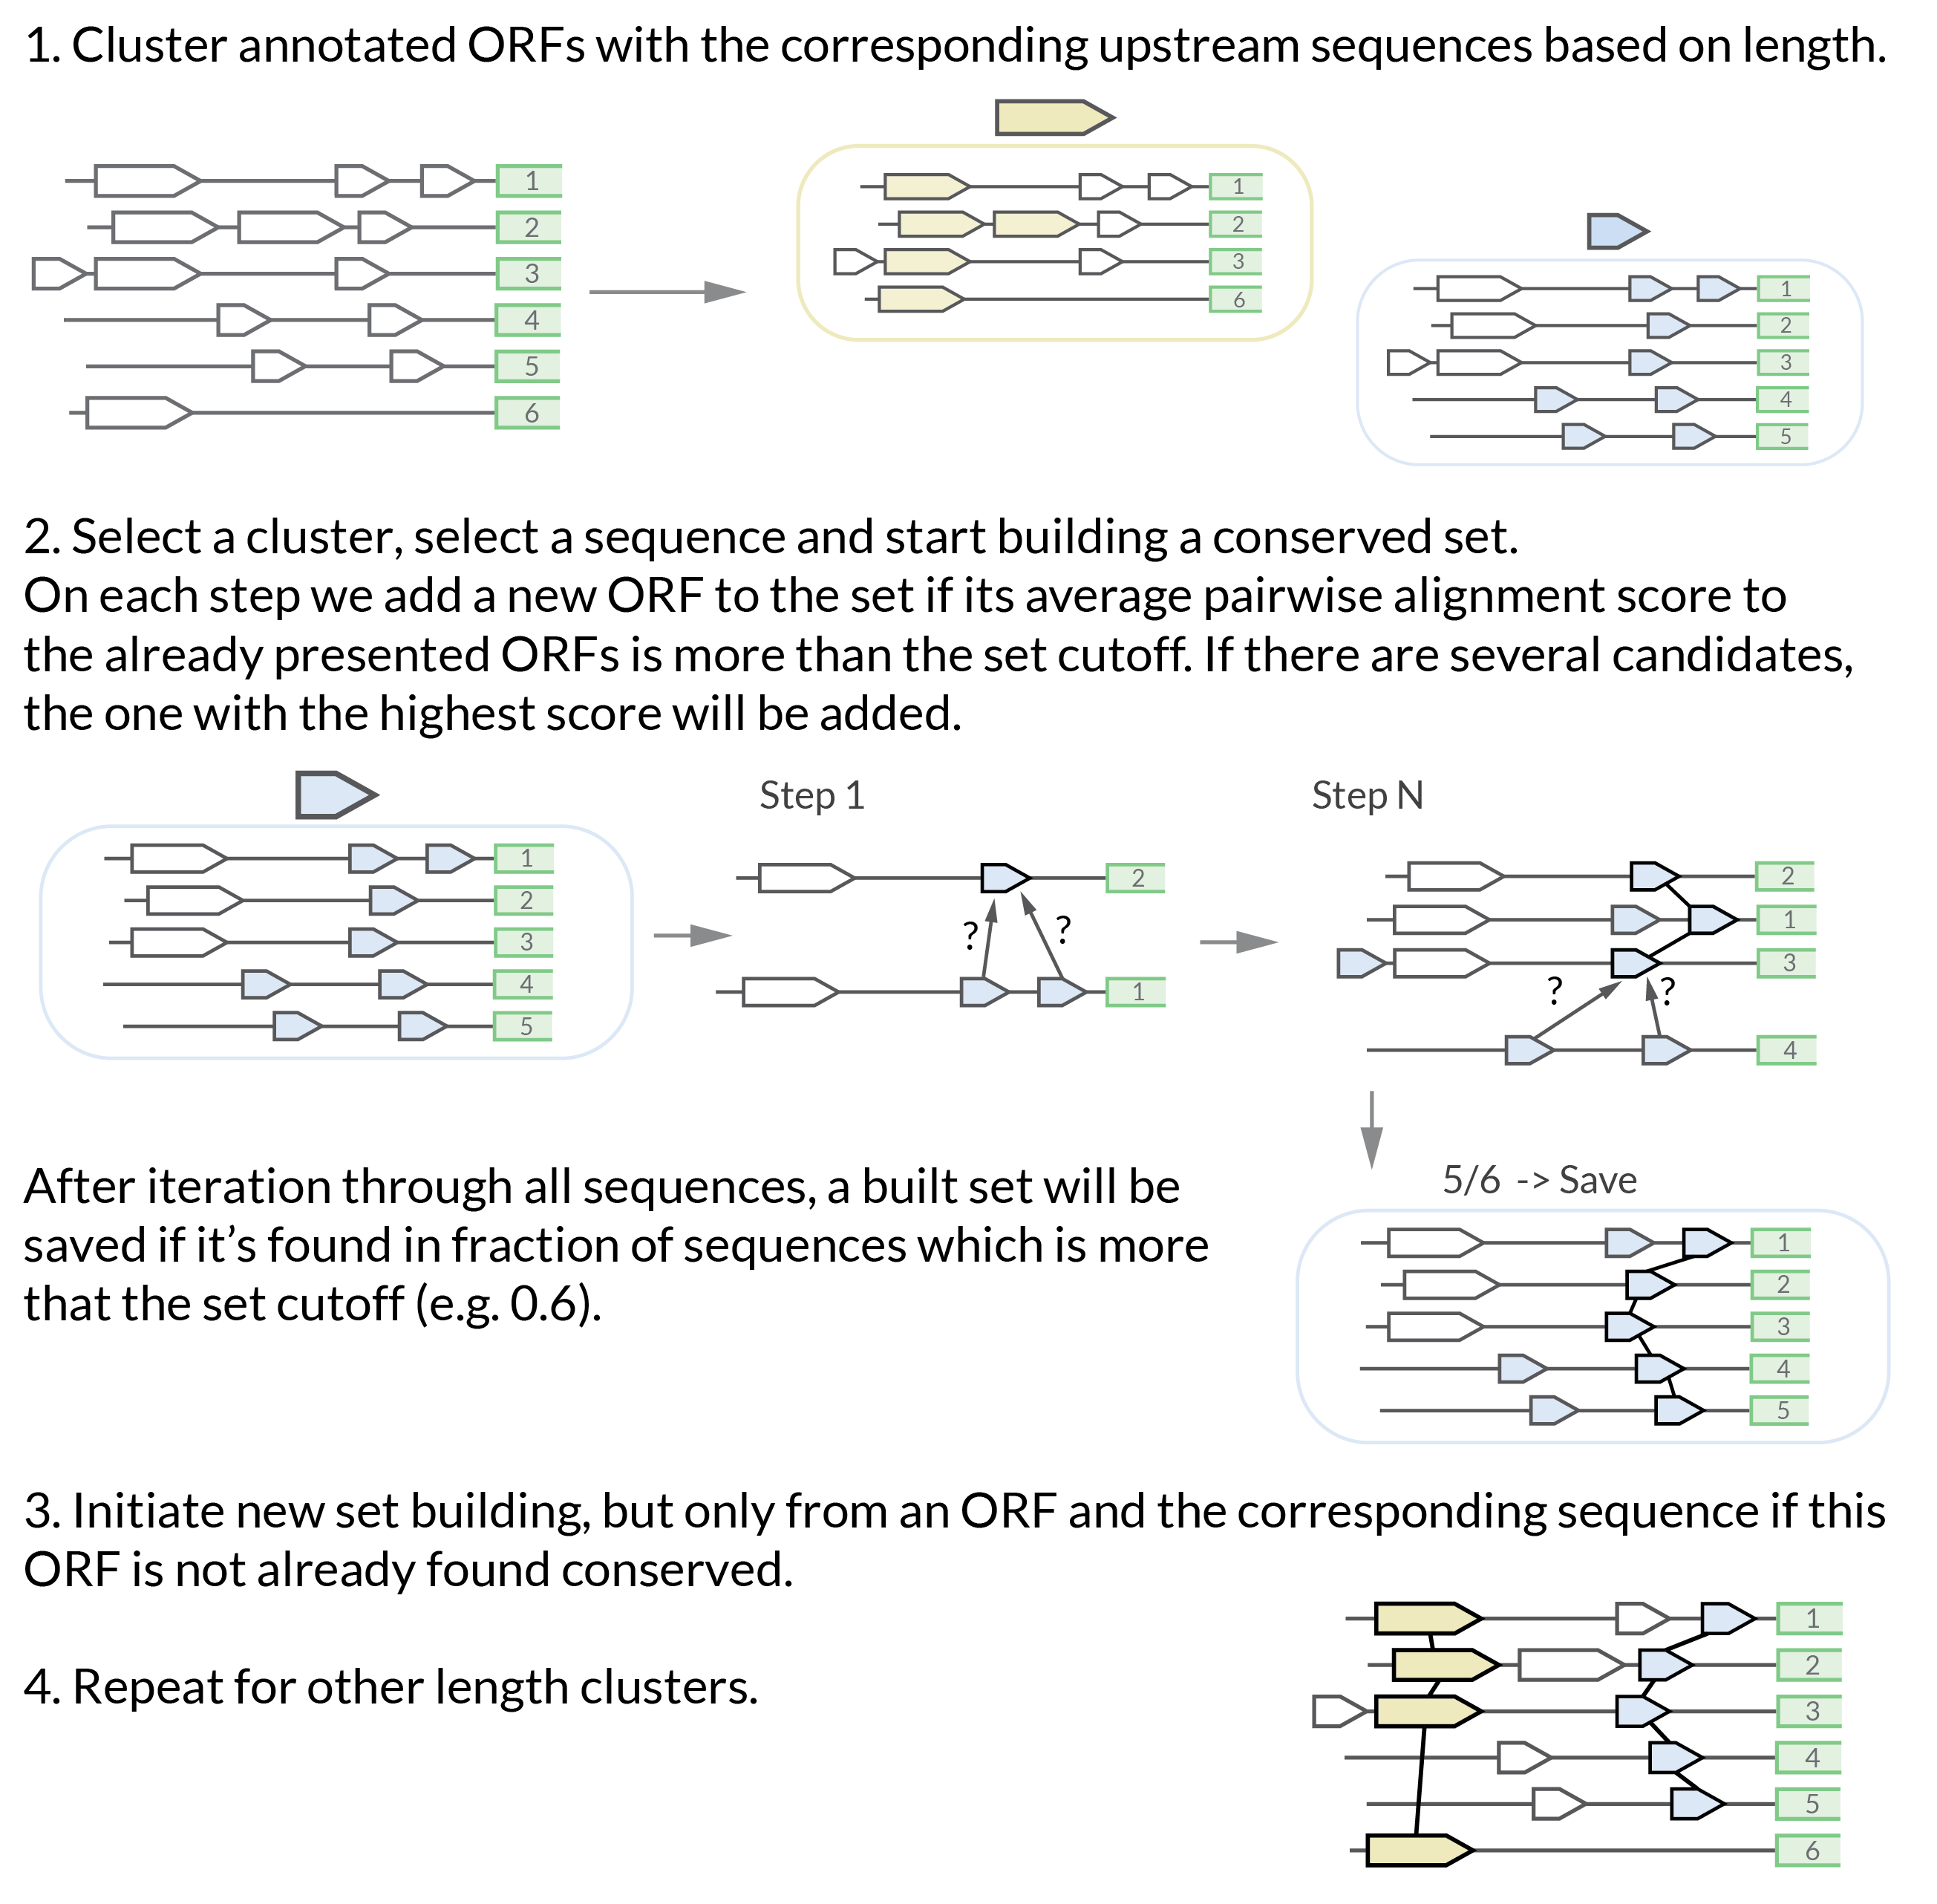 1. Cluster annotated ORFs with the corresponding upstream sequences based on length.
1
2
3
4
5
6
1
2
3
6
1
2
3
4
5
2. Select a cluster, select a sequence and start building a conserved set.
On each step we add a new ORF to the set if its average pairwise alignment score to
the already presented ORFs is more than the set cutoff. If there are several candidates,
the one with the highest score will be added.
1
2
3
4
5
Step 1
2
? ?
1
Step N
2
1
3
? ?
4
After iteration through all sequences, a built set will be
saved if it’s found in fraction of sequences which is more
that the set cutoff (e.g. 0.6).
5/6 -> Save
1
2
3
4
5
3. Initiate new set building, but only from an ORF and the corresponding sequence if this
ORF is not already found conserved.
4. Repeat for other length clusters.
1
2
3
4
5
6